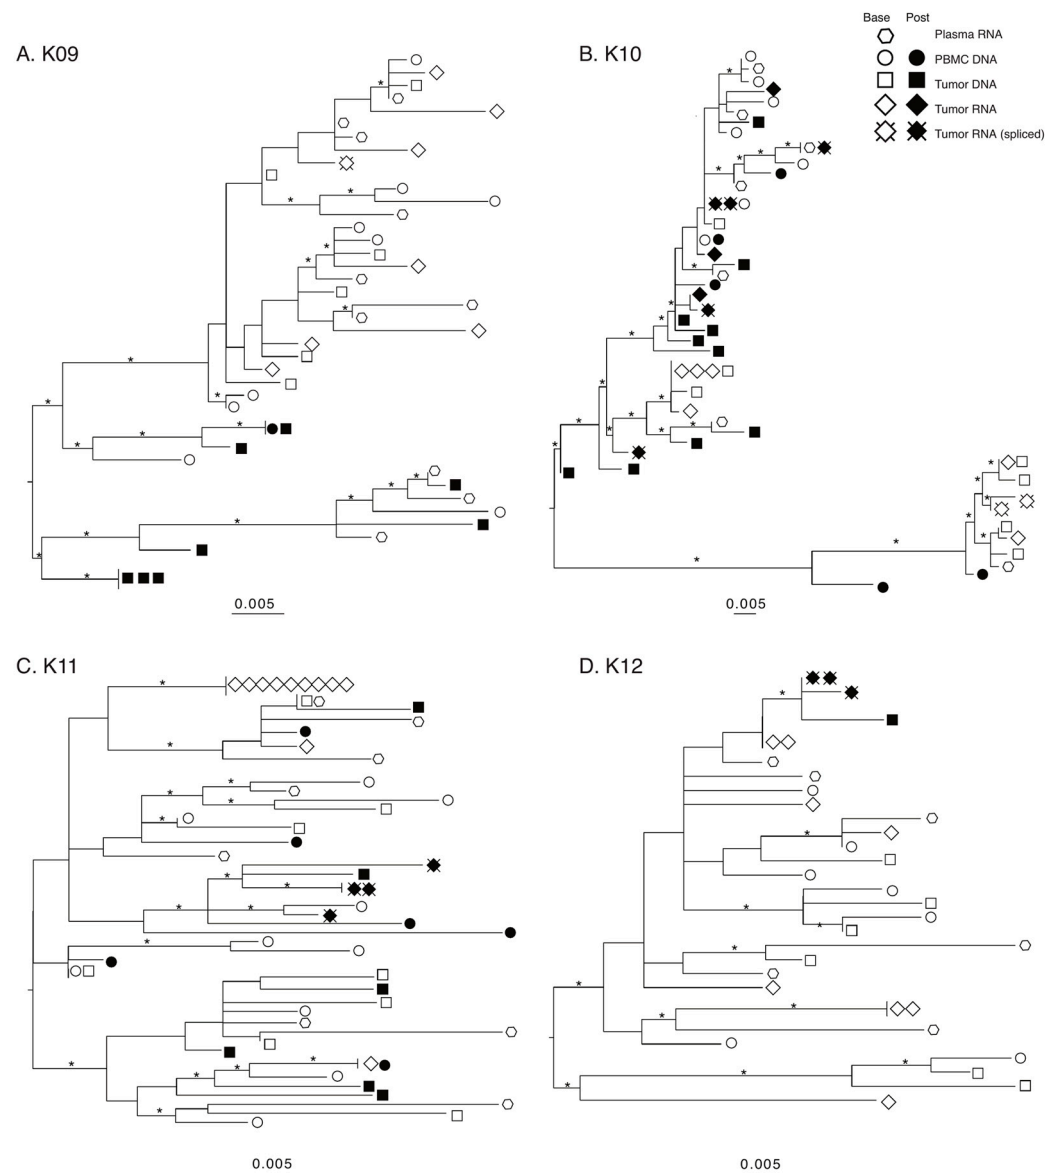 Base Post
Plasma RNA
PBMC DNA
Tumor DNA
Tumor RNA
Tumor RNA (spliced)
A. K09
0.005
B. K10
0.005
C. K11
0.005
D. K12
0.005